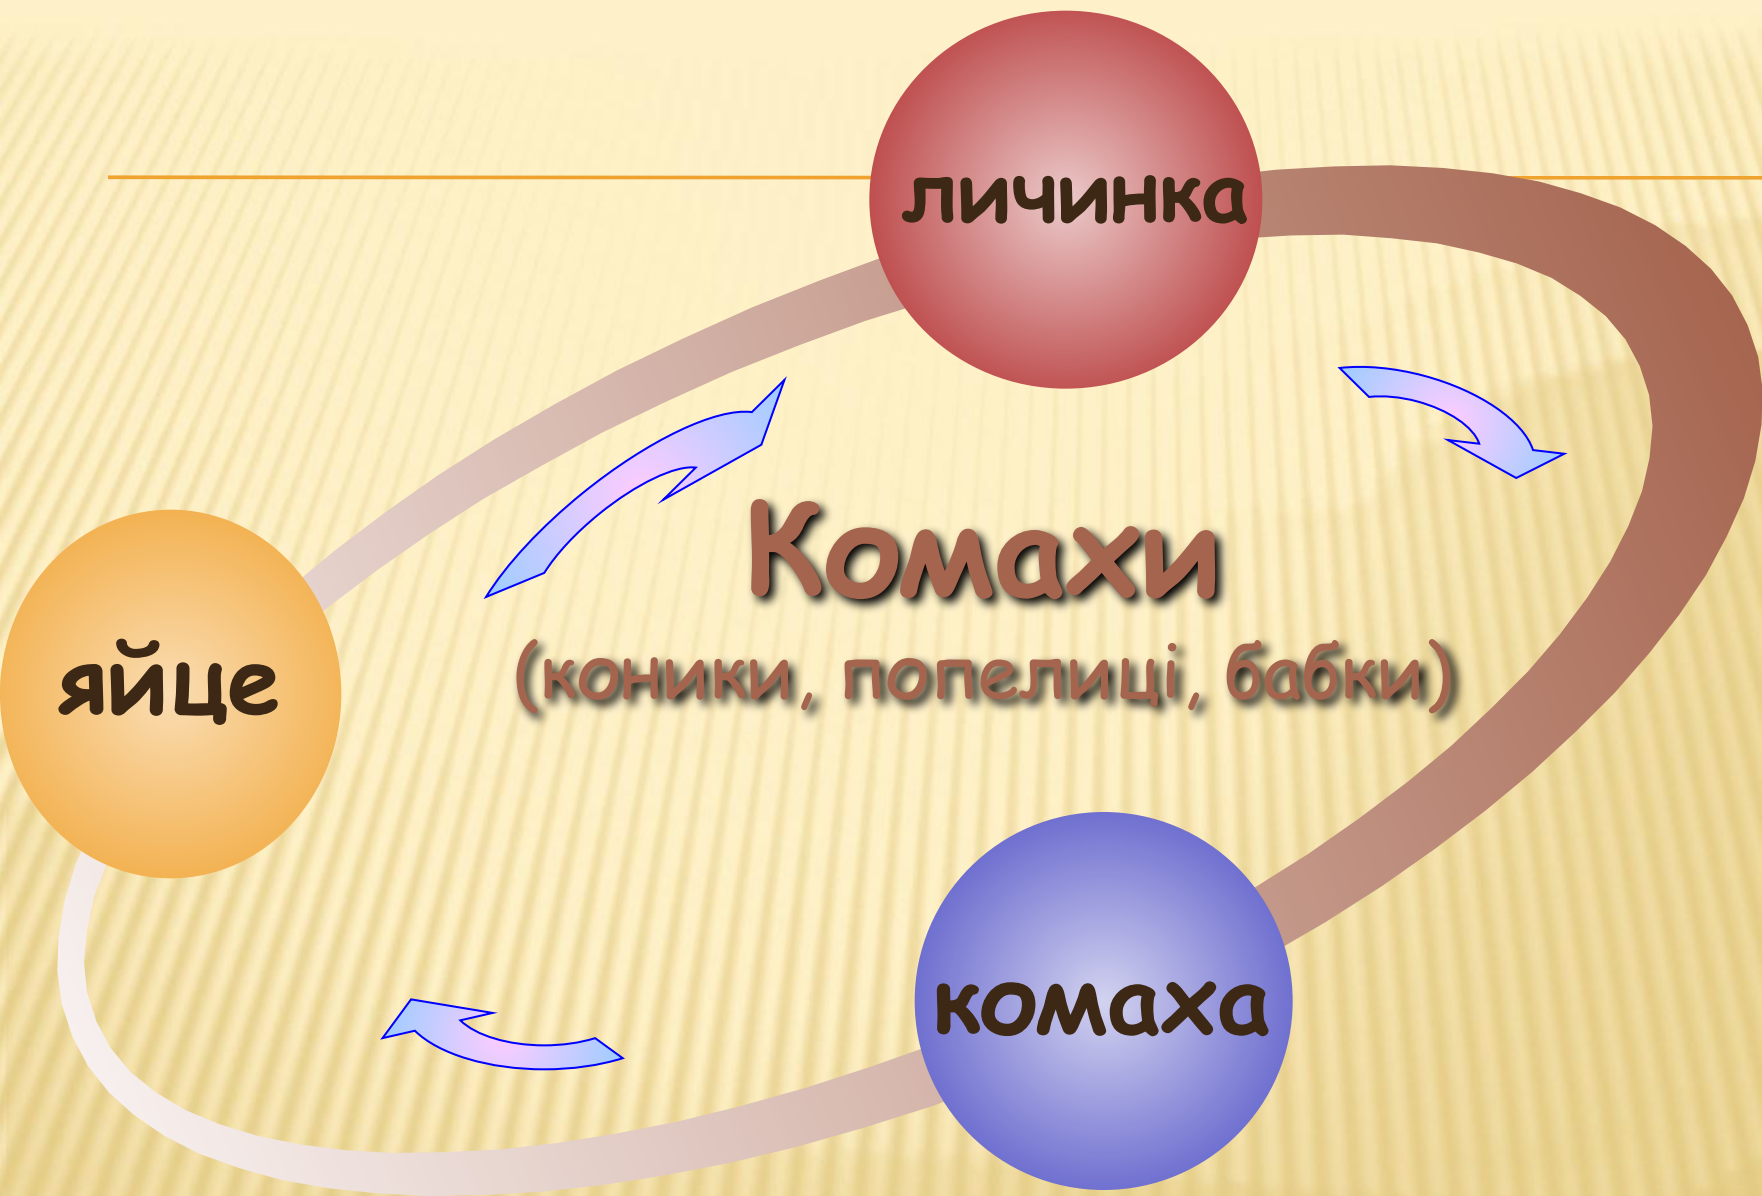 личинка
Комахи
(коники, попелиці, бабки)
яйце
комаха